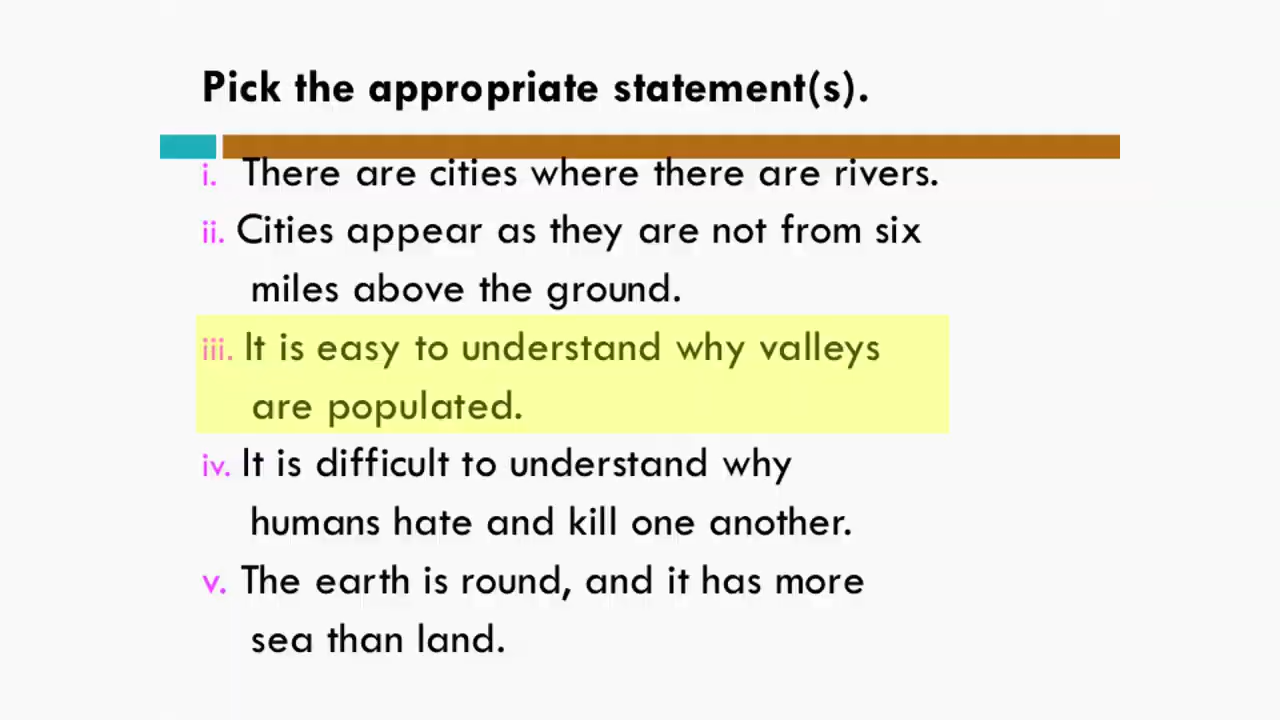 Pick the appropriate statement(s).
i. There are cities where there are rivers.
ii. Cities appear as they are not from six
miles above the ground.
iii. It is easy to understand why valleys
are populated.
iv. It is difficult to understand why
humans hate and kill one another.
v. The earth is round, and it has more
sea than land.